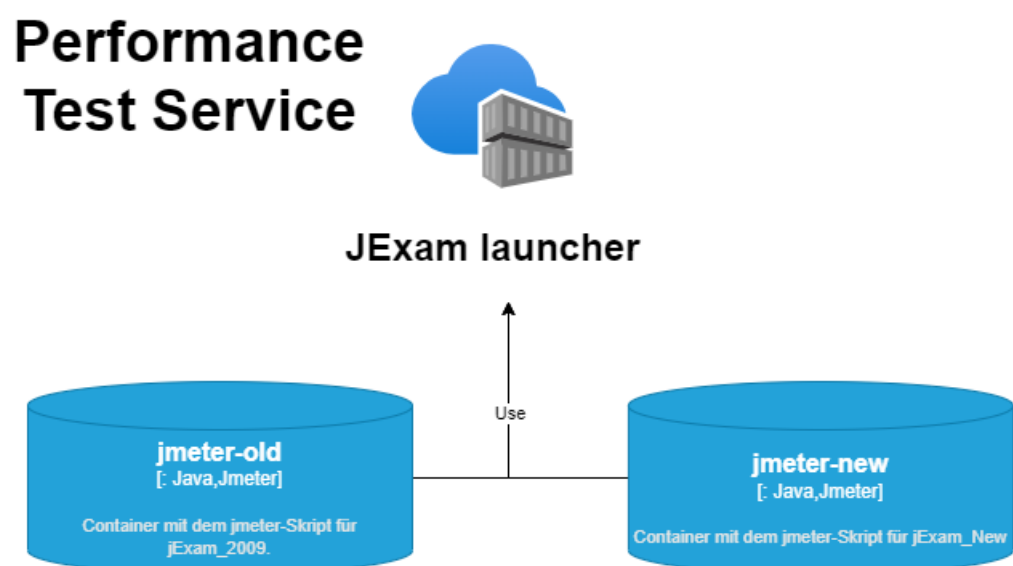 Performance
Test Service
JExam launcher
Use
jmeter-old
[: Java,Jmeter]
Container mit dem jmeter-Skript für
jExam_2009.
jmeter-new
[: Java,Jmeter]
Container mit dem jmeter-Skript für jExam_New